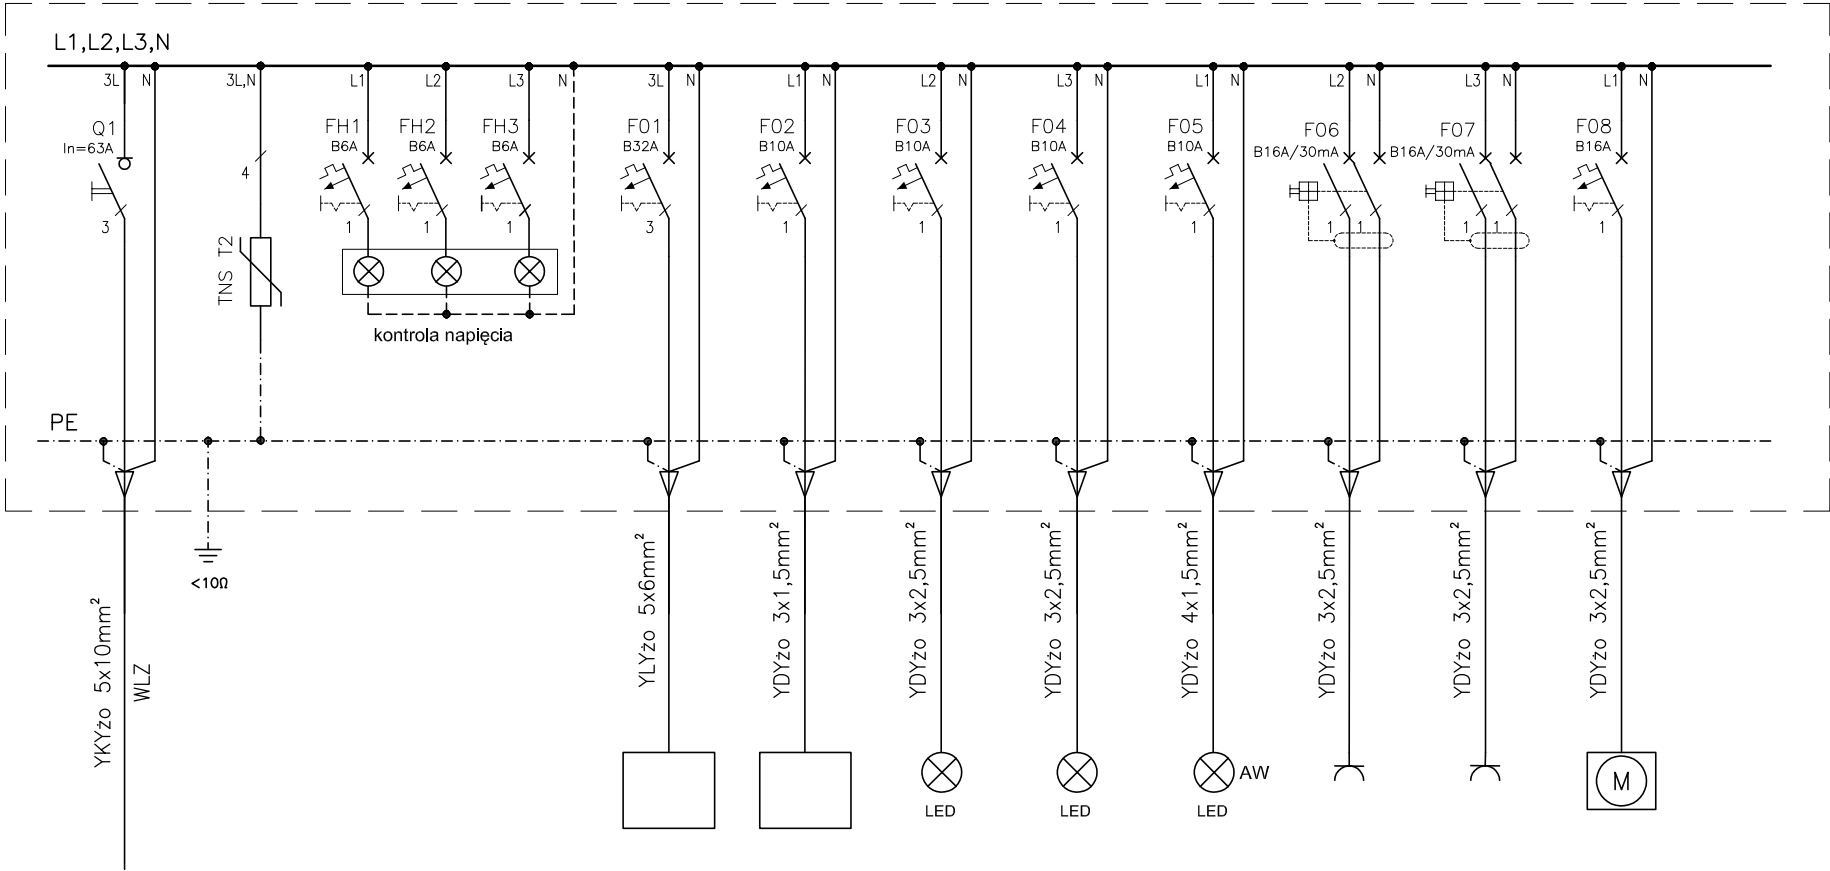 L1,L2,L3,N
3L N 3L,N L1 L2 L3 N 3L N L1 N L2 N L3 N L1 N L2 N L3 N L1 N
Q1 FH1 FH2 FH3 F01 F02 F03 F04 F05 F06 F07 F08
In=63A B6A B6A B6A B32A B10A B10A B10A B10A B16A/30mA B16A/30mA B16A
4
3 1 1 1 3 1 1 1 1 1 1 1 1 1
TNS T2
kontrola napięcia
PE
<10Ω
YKYżo 5x10mm²
WLZ
YLYżo 5x6mm²
YDYżo 3x1,5mm²
YDYżo 3x2,5mm²
YDYżo 3x2,5mm²
YDYżo 4x1,5mm²
YDYżo 3x2,5mm²
YDYżo 3x2,5mm²
YDYżo 3x2,5mm²
AW
M
LED LED LED